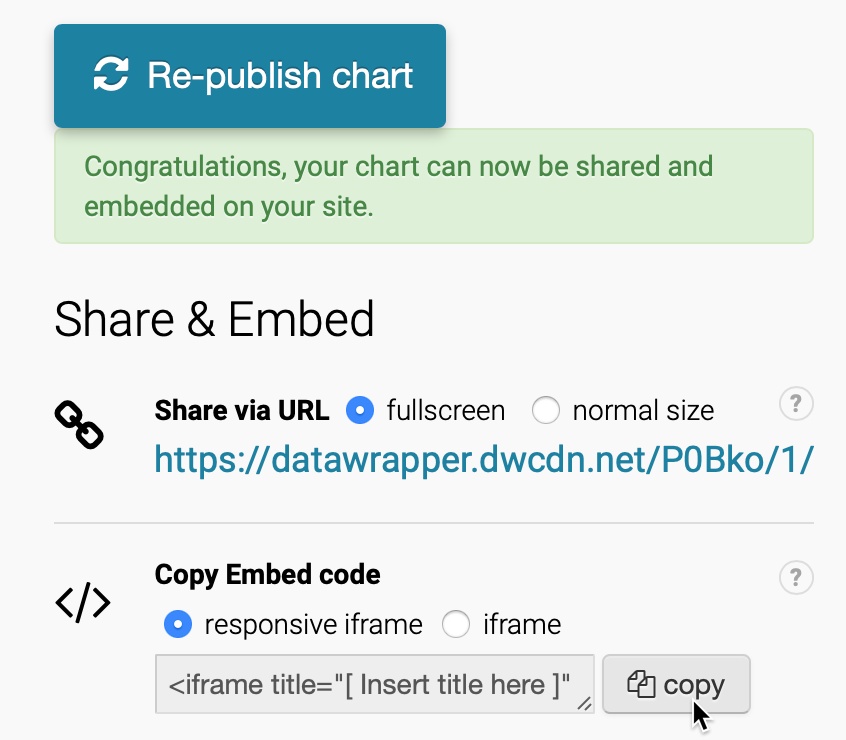 Re-publish chart
Congratulations, your chart can now be shared and
embedded on your site.
Share & Embed
Share via URL fullscreen normal size ?
https://datawrapper.dwcdn.net/P0Bko/1/
Copy Embed code ?
</> responsive iframe iframe
<iframe title="[ Insert title here ]" copy